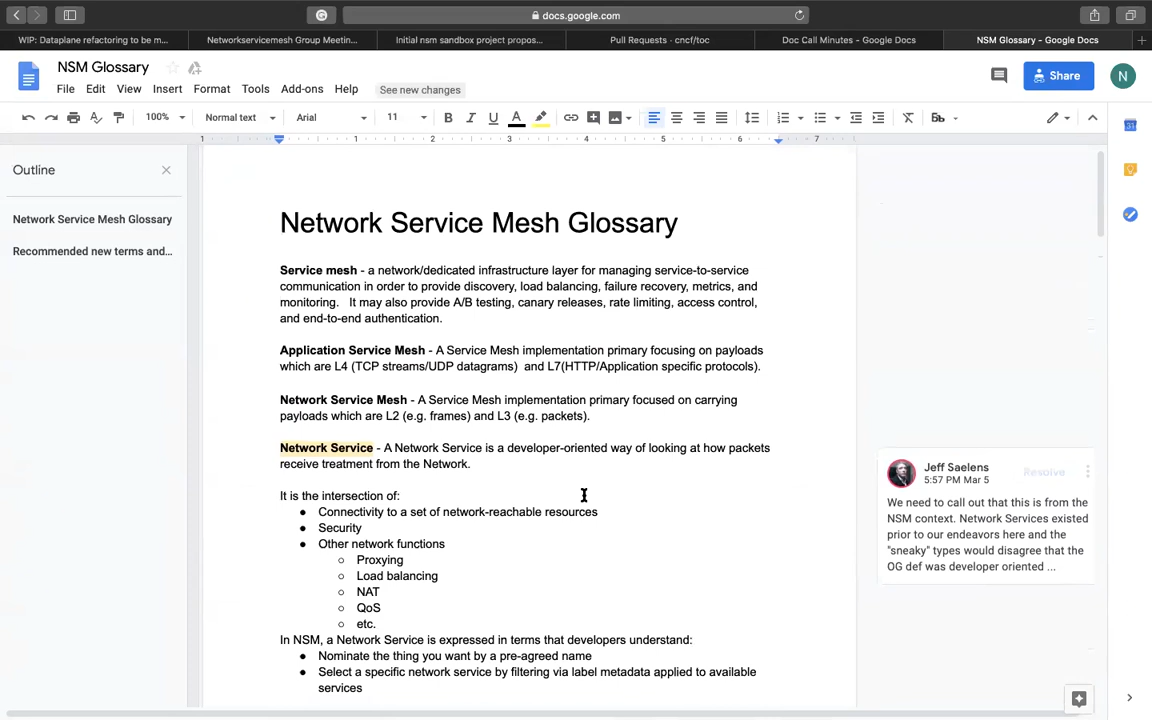 docs.google.com
WIP: Dataplane refactoring to be m...
Networkservicemesh Group Meetin...
Initial nsm sandbox project propos...
Pull Requests · cncf/toc
Doc Call Minutes - Google Docs
NSM Glossary - Google Docs
NSM Glossary
File Edit View Insert Format Tools Add-ons Help See new changes
Share
N
100% Normal text Arial 11 B I U A
1 1 2 3 4 5 6 7
31
Outline
Network Service Mesh Glossary
Recommended new terms and...
Network Service Mesh Glossary
Service mesh - a network/dedicated infrastructure layer for managing service-to-service
communication in order to provide discovery, load balancing, failure recovery, metrics, and
monitoring. It may also provide A/B testing, canary releases, rate limiting, access control,
and end-to-end authentication.
Application Service Mesh - A Service Mesh implementation primary focusing on payloads
which are L4 (TCP streams/UDP datagrams) and L7(HTTP/Application specific protocols).
Network Service Mesh - A Service Mesh implementation primary focused on carrying
payloads which are L2 (e.g. frames) and L3 (e.g. packets).
Network Service - A Network Service is a developer-oriented way of looking at how packets
receive treatment from the Network.
It is the intersection of:
● Connectivity to a set of network-reachable resources
● Security
● Other network functions
○ Proxying
○ Load balancing
○ NAT
○ QoS
○ etc.
In NSM, a Network Service is expressed in terms that developers understand:
● Nominate the thing you want by a pre-agreed name
● Select a specific network service by filtering via label metadata applied to available
services
Jeff Saelens
Resolve
5:57 PM Mar 5
We need to call out that this is from the
NSM context. Network Services existed
prior to our endeavors here and the
"sneaky" types would disagree that the
OG def was developer oriented ...